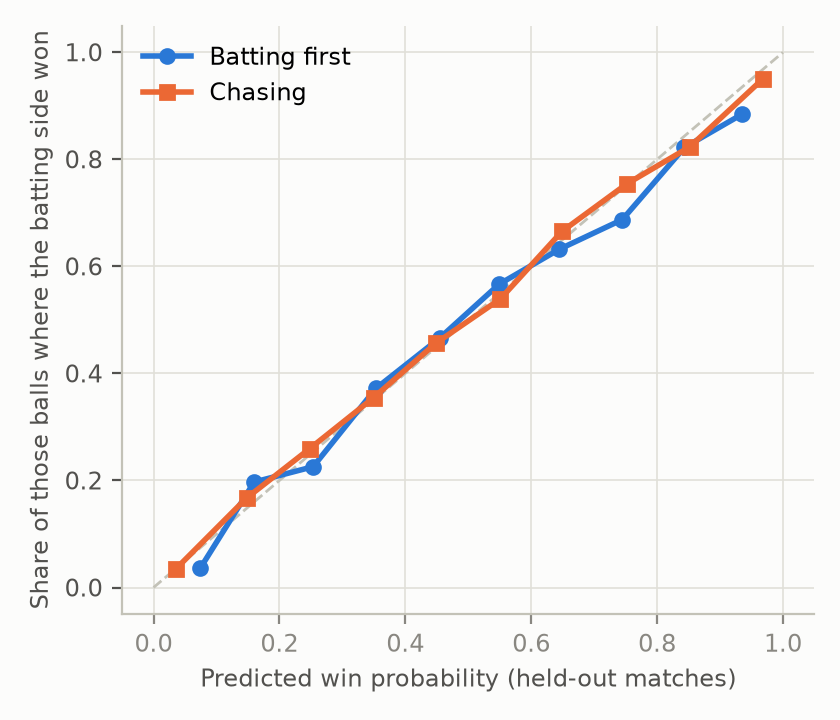 Share of those balls where the batting side won
1.0
0.8
0.6
0.4
0.2
0.0
Batting first
Chasing
0.0 0.2 0.4 0.6 0.8 1.0
Predicted win probability (held-out matches)